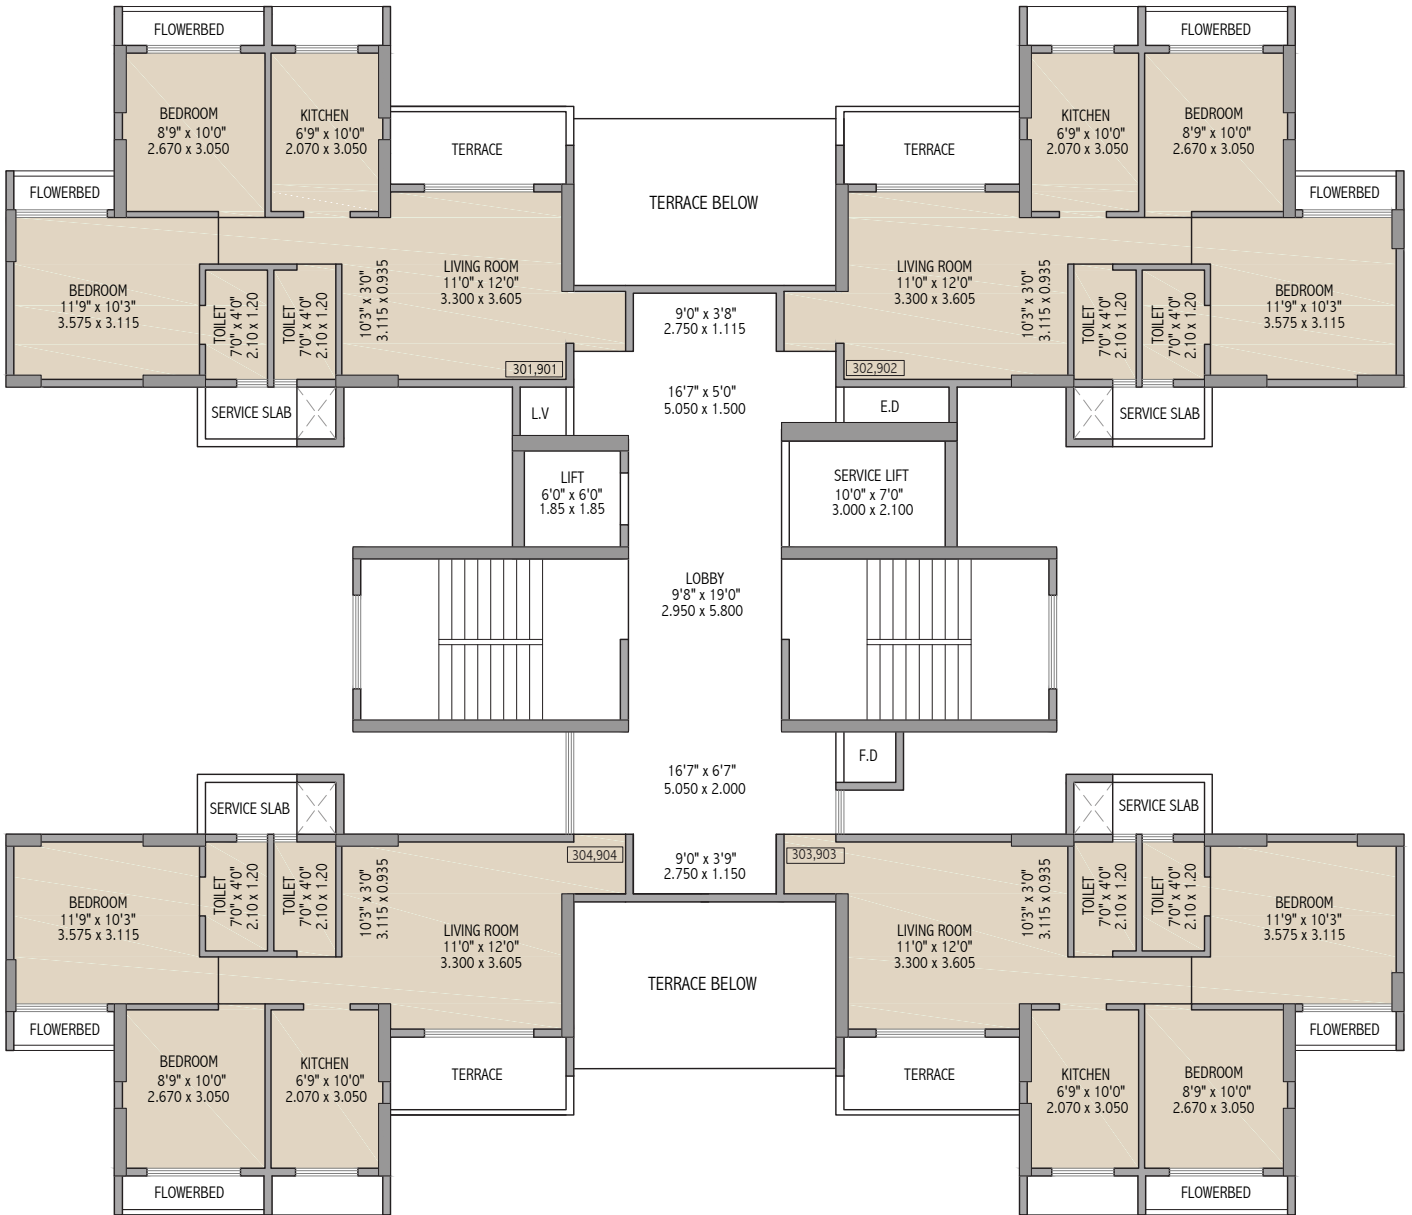 FLOWERBED
FLOWERBED
BEDROOM
8'9" x 10'0"
2.670 x 3.050
KITCHEN
6'9" x 10'0"
2.070 x 3.050
TERRACE
TERRACE BELOW
TERRACE
KITCHEN
6'9" x 10'0"
2.070 x 3.050
BEDROOM
8'9" x 10'0"
2.670 x 3.050
FLOWERBED
FLOWERBED
BEDROOM
11'9" x 10'3"
3.575 x 3.115
TOILET
7'0" x 4'0"
2.10 x 1.20
TOILET
7'0" x 4'0"
2.10 x 1.20
10'3" x 3'0"
3.115 x 0.935
LIVING ROOM
11'0" x 12'0"
3.300 x 3.605
301,901
9'0" x 3'8"
2.750 x 1.115
LIVING ROOM
11'0" x 12'0"
3.300 x 3.605
302,902
10'3" x 3'0"
3.115 x 0.935
TOILET
7'0" x 4'0"
2.10 x 1.20
TOILET
7'0" x 4'0"
2.10 x 1.20
BEDROOM
11'9" x 10'3"
3.575 x 3.115
SERVICE SLAB
L.V
16'7" x 5'0"
5.050 x 1.500
E.D
SERVICE SLAB
LIFT
6'0" x 6'0"
1.85 x 1.85
SERVICE LIFT
10'0" x 7'0"
3.000 x 2.100
LOBBY
9'8" x 19'0"
2.950 x 5.800
F.D
16'7" x 6'7"
5.050 x 2.000
SERVICE SLAB
SERVICE SLAB
304,904
9'0" x 3'9"
2.750 x 1.150
303,903
BEDROOM
11'9" x 10'3"
3.575 x 3.115
TOILET
7'0" x 4'0"
2.10 x 1.20
TOILET
7'0" x 4'0"
2.10 x 1.20
10'3" x 3'0"
3.115 x 0.935
LIVING ROOM
11'0" x 12'0"
3.300 x 3.605
LIVING ROOM
11'0" x 12'0"
3.300 x 3.605
10'3" x 3'0"
3.115 x 0.935
TOILET
7'0" x 4'0"
2.10 x 1.20
TOILET
7'0" x 4'0"
2.10 x 1.20
BEDROOM
11'9" x 10'3"
3.575 x 3.115
TERRACE BELOW
FLOWERBED
FLOWERBED
BEDROOM
8'9" x 10'0"
2.670 x 3.050
KITCHEN
6'9" x 10'0"
2.070 x 3.050
TERRACE
TERRACE
KITCHEN
6'9" x 10'0"
2.070 x 3.050
BEDROOM
8'9" x 10'0"
2.670 x 3.050
FLOWERBED
FLOWERBED